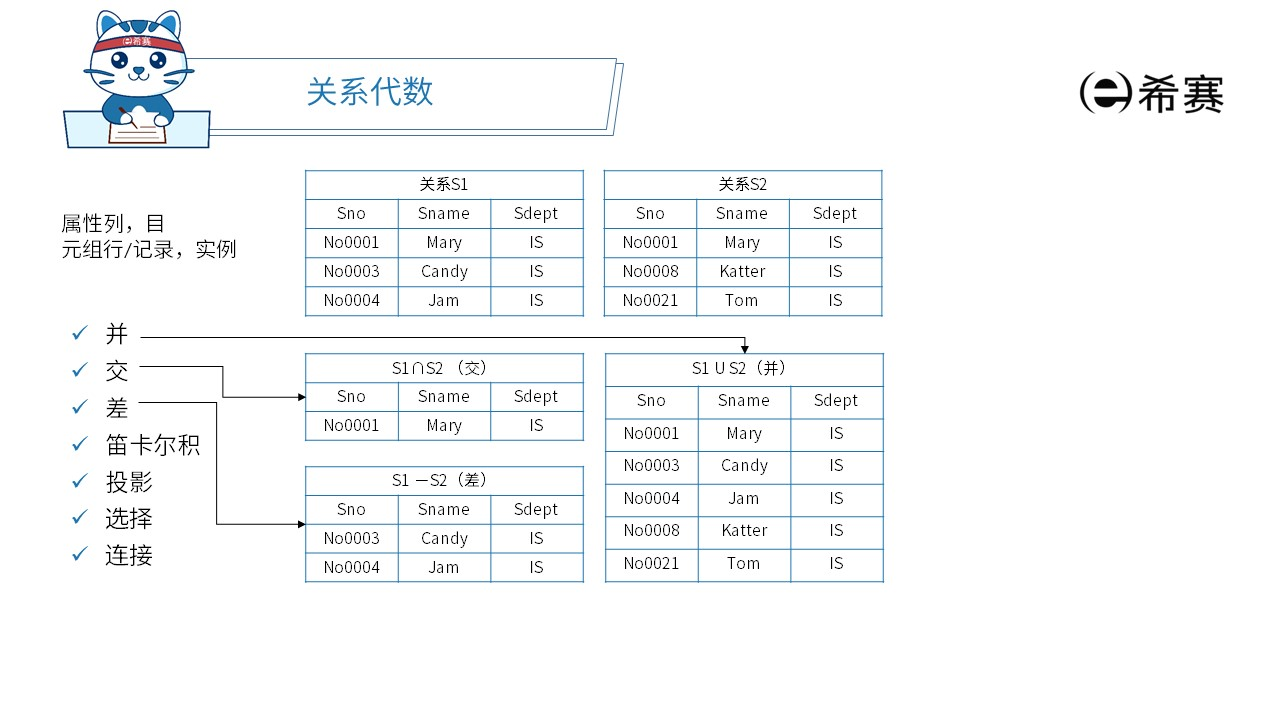 希赛
关系代数
希赛
属性列，目
元组行/记录，实例
关系S1
Sno Sname Sdept
No0001 Mary IS
No0003 Candy IS
No0004 Jam IS
关系S2
Sno Sname Sdept
No0001 Mary IS
No0008 Katter IS
No0021 Tom IS
并
交
差
笛卡尔积
投影
选择
连接
S1∩S2 （交）
Sno Sname Sdept
No0001 Mary IS
S1 －S2（差）
Sno Sname Sdept
No0003 Candy IS
No0004 Jam IS
S1 U S2（并）
Sno Sname Sdept
No0001 Mary IS
No0003 Candy IS
No0004 Jam IS
No0008 Katter IS
No0021 Tom IS